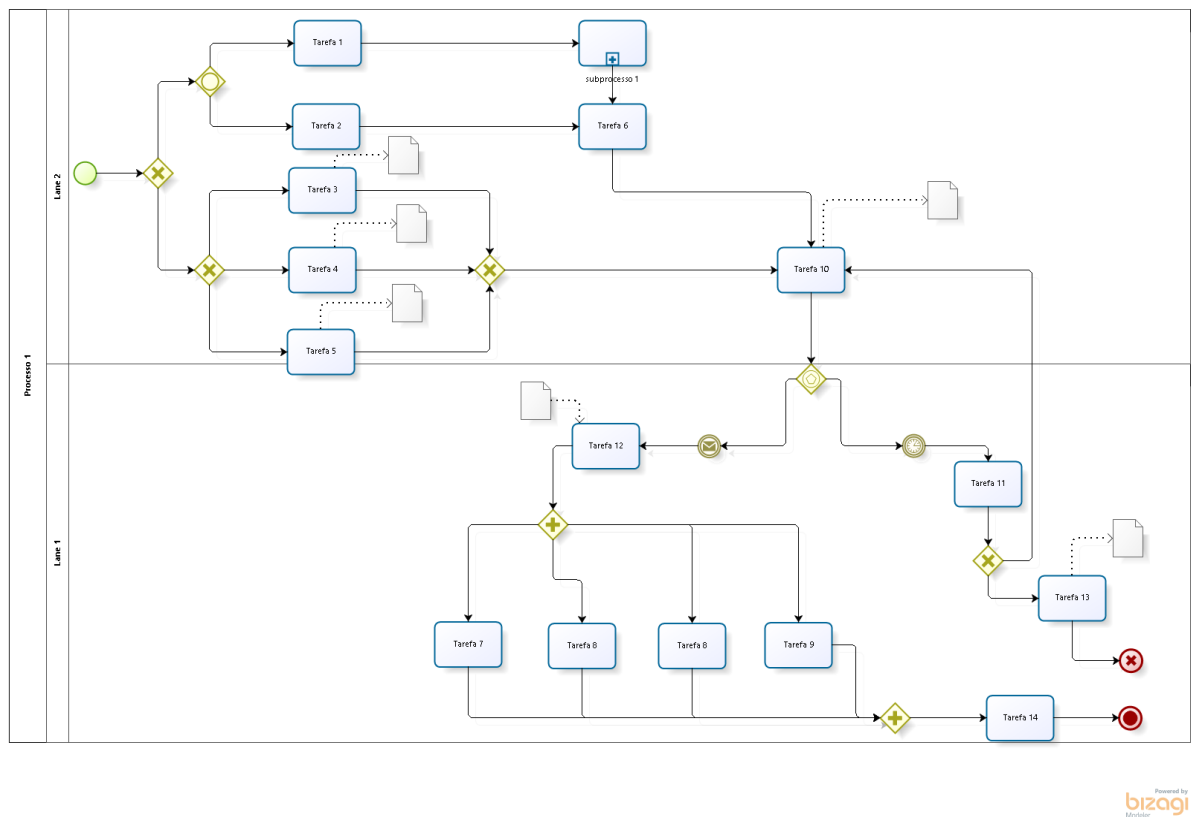 Processo 1
Lane 2
Tarefa 1
subprocesso 1
Tarefa 2
Tarefa 6
Tarefa 3
Tarefa 4
Tarefa 10
Tarefa 5
Lane 1
Tarefa 12
Tarefa 11
Tarefa 13
Tarefa 7
Tarefa 8
Tarefa 8
Tarefa 9
Tarefa 14
Powered by
bizagi
Modeler